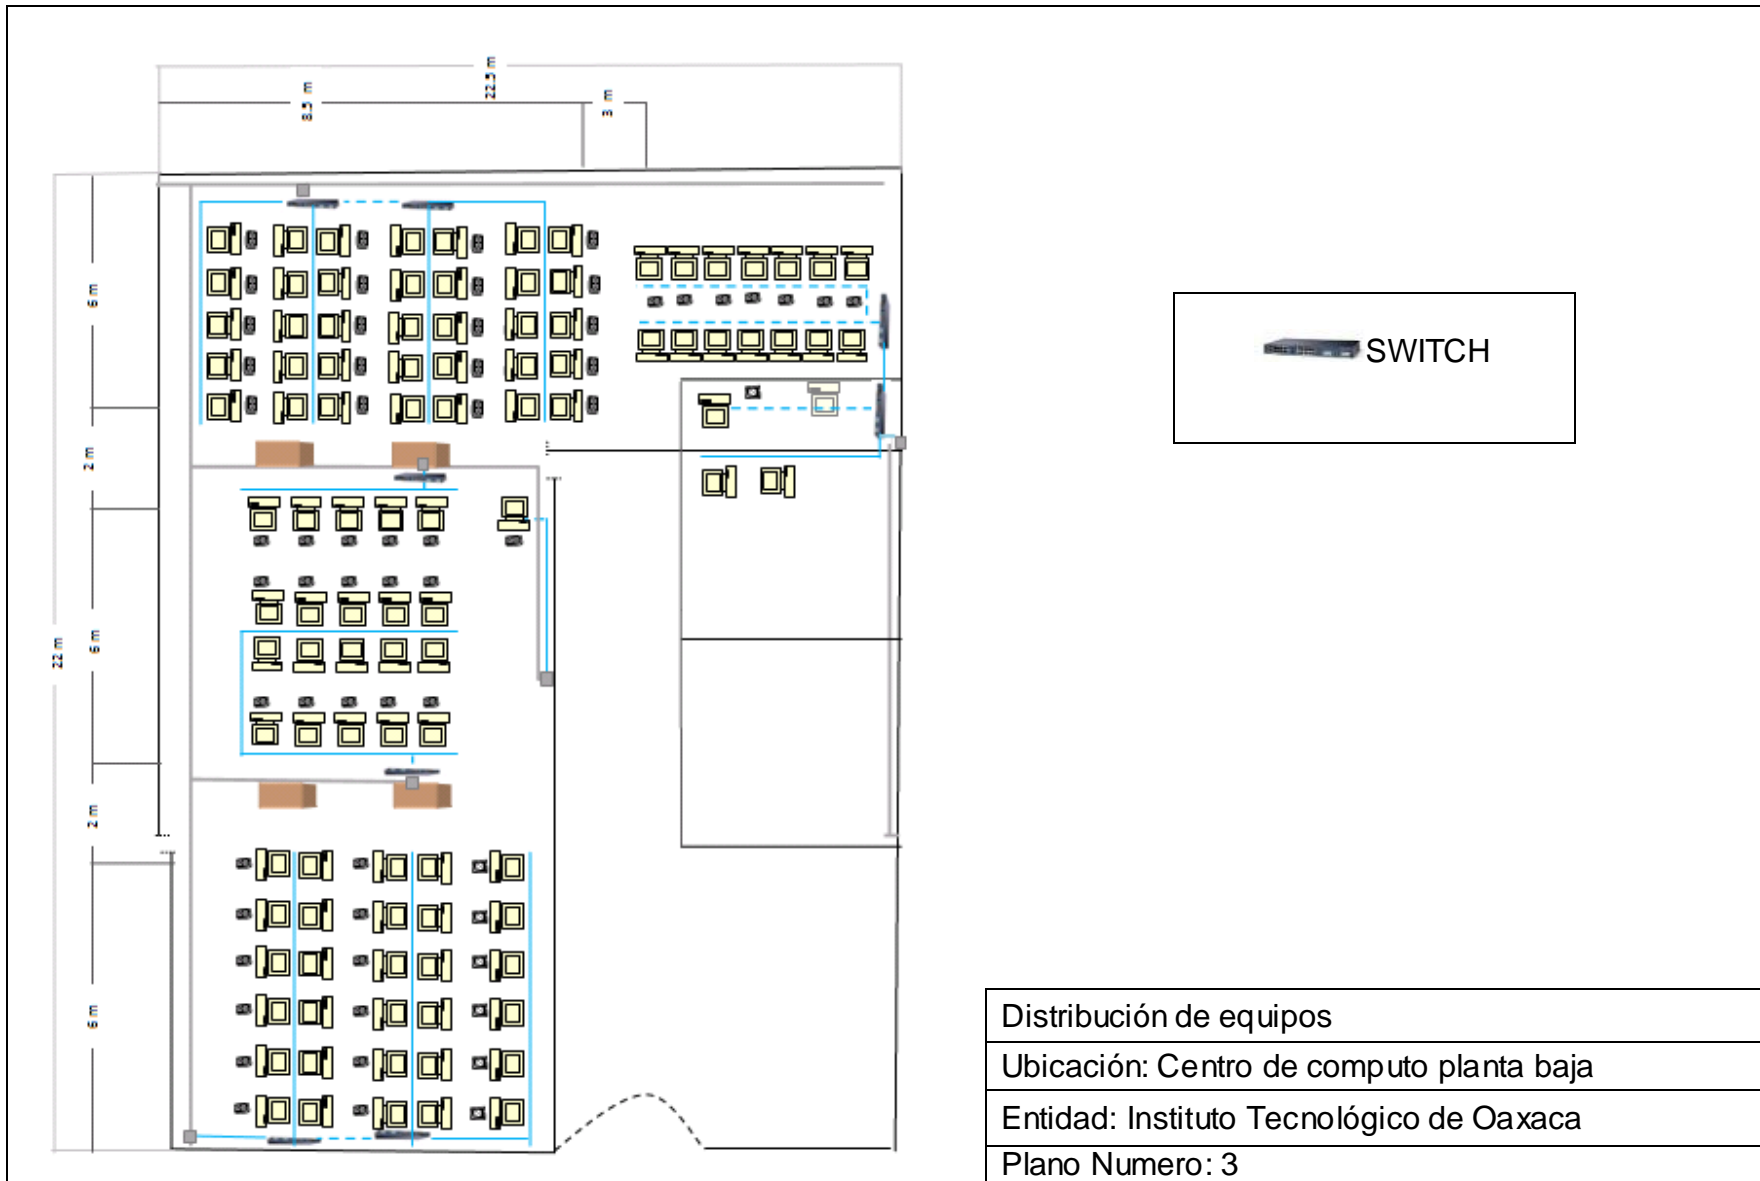 22.5 m
8.5 m
3 m
6 m
2 m
6 m
22 m
2 m
6 m
SWITCH
Distribución de equipos
Ubicación: Centro de computo planta baja
Entidad: Instituto Tecnológico de Oaxaca
Plano Numero: 3